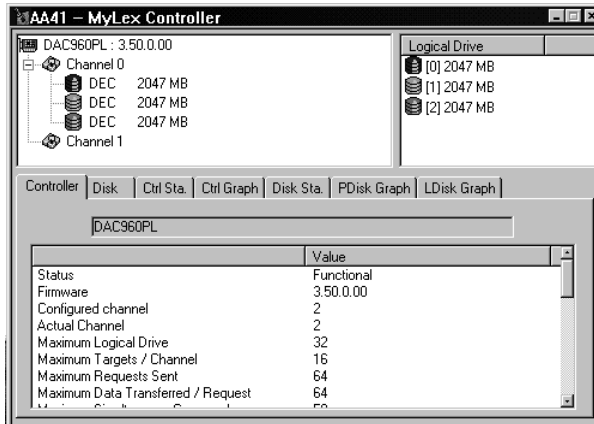 AA41 – MyLex Controller
DAC960PL : 3.50.0.00
Channel 0
DEC 2047 MB
DEC 2047 MB
DEC 2047 MB
Channel 1
Logical Drive
[0] 2047 MB
[1] 2047 MB
[2] 2047 MB
Controller Disk Ctrl Sta. Ctrl Graph Disk Sta. PDisk Graph LDisk Graph
DAC960PL
Value
Status Functional
Firmware 3.50.0.00
Configured channel 2
Actual Channel 2
Maximum Logical Drive 32
Maximum Targets / Channel 16
Maximum Requests Sent 64
Maximum Data Transferred / Request 64